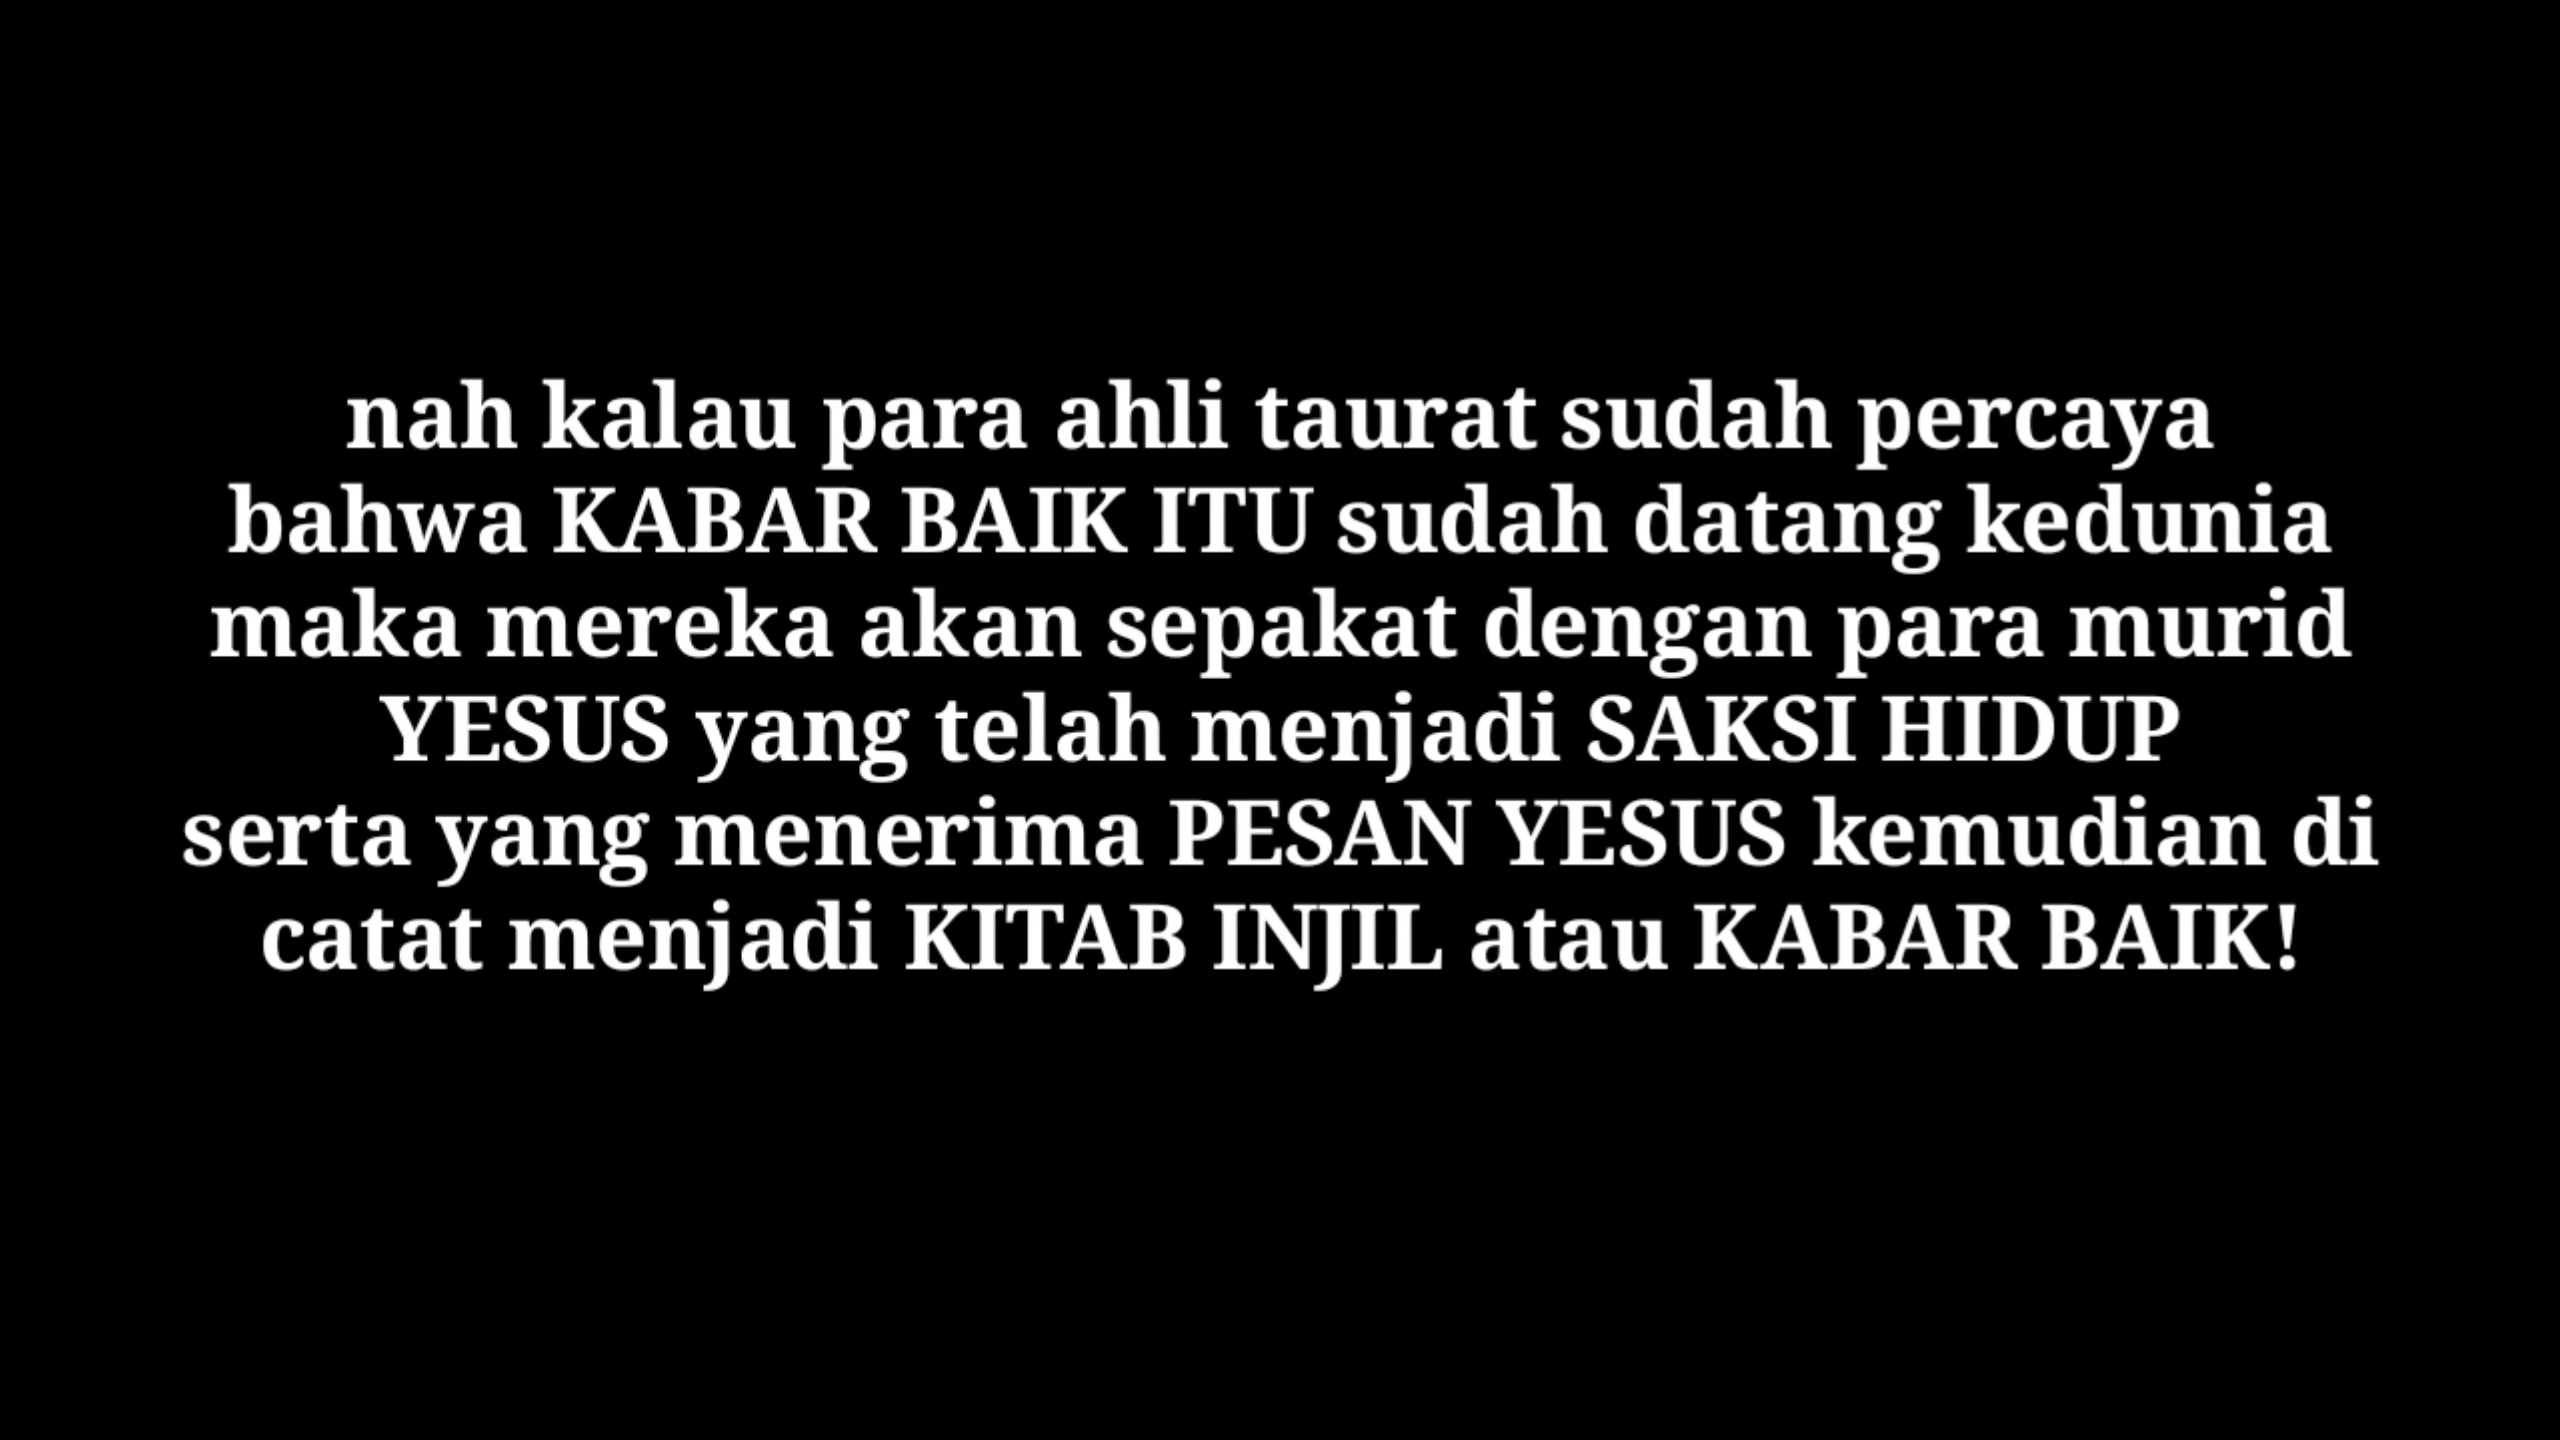 nah kalau para ahli taurat sudah percaya
bahwa KABAR BAIK ITU sudah datang kedunia
maka mereka akan sepakat dengan para murid
YESUS yang telah menjadi SAKSI HIDUP
serta yang menerima PESAN YESUS kemudian di
catat menjadi KITAB INJIL atau KABAR BAIK!